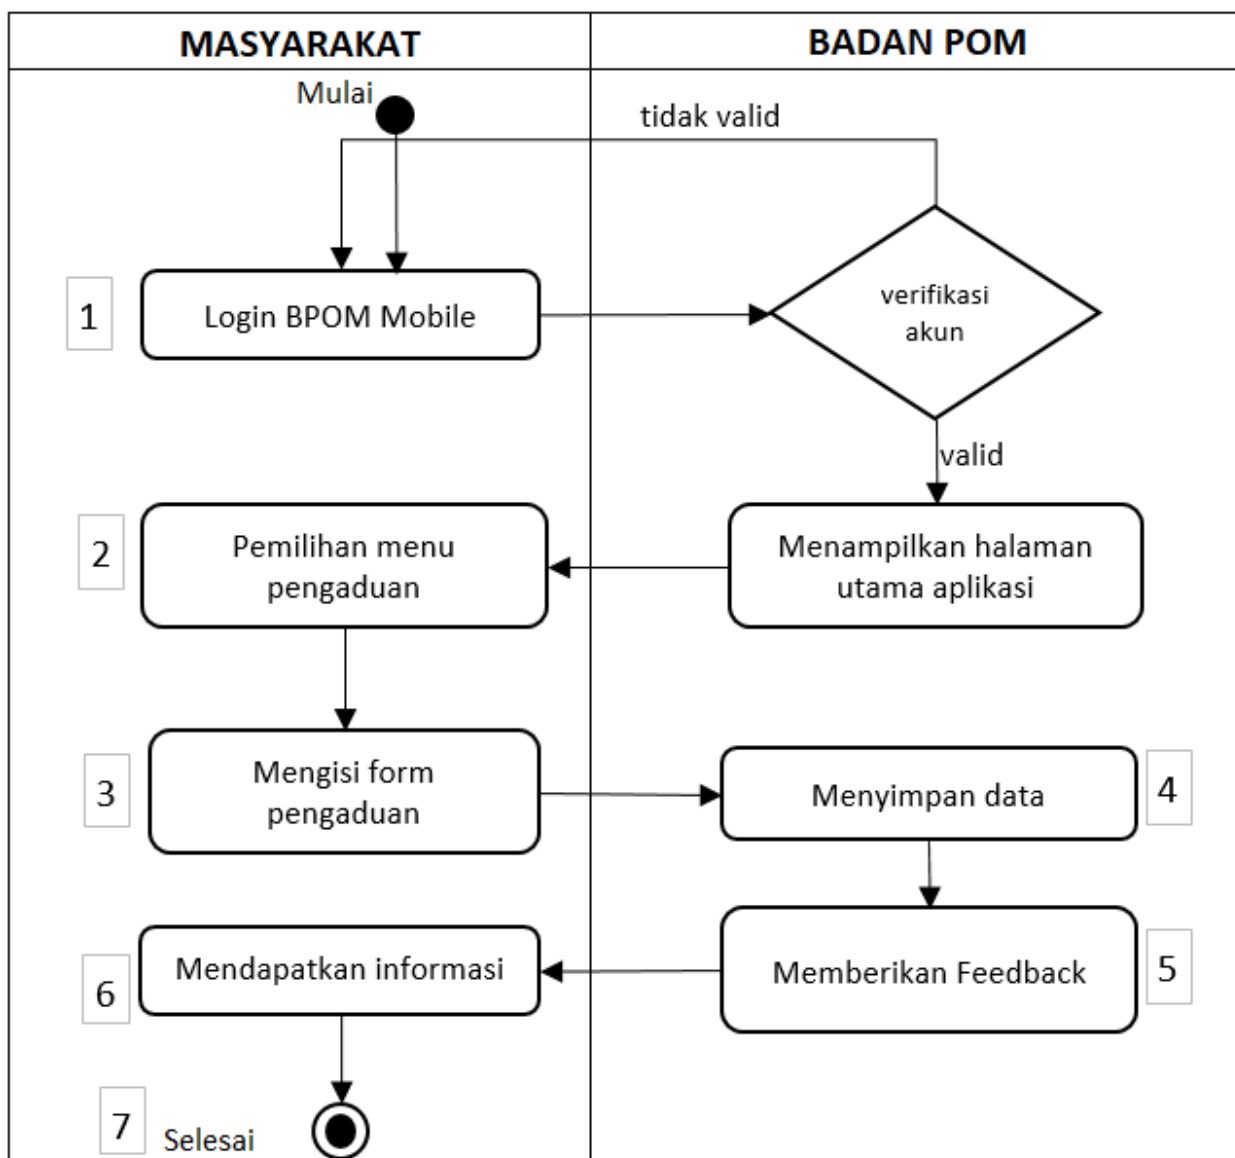 MASYARAKAT
BADAN POM
Mulai
tidak valid
1
Login BPOM Mobile
verifikasi
akun
valid
2
Pemilihan menu
pengaduan
Menampilkan halaman
utama aplikasi
3
Mengisi form
pengaduan
Menyimpan data
4
6
Mendapatkan informasi
Memberikan Feedback
5
7
Selesai